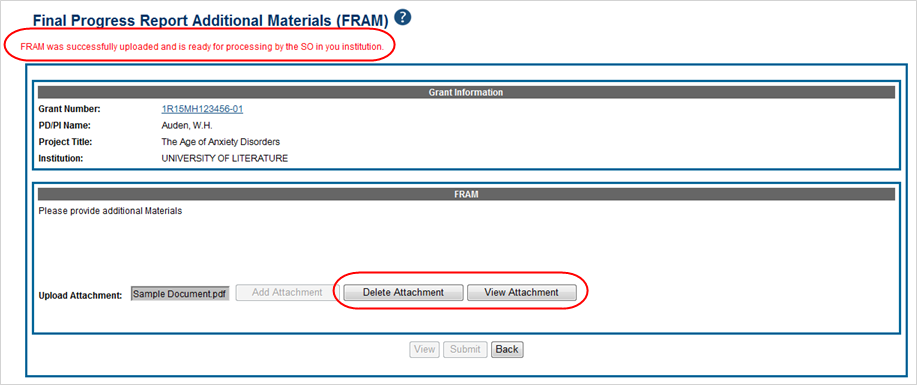 Final Progress Report Additional Materials (FRAM) ?
FRAM was successfully uploaded and is ready for processing by the SO in you institution.
Grant Information
Grant Number: 1R15MH123456-01
PD/PI Name: Auden, W.H.
Project Title: The Age of Anxiety Disorders
Institution: UNIVERSITY OF LITERATURE
FRAM
Please provide additional Materials
Upload Attachment: Sample Document.pdf Add Attachment Delete Attachment View Attachment
View Submit Back